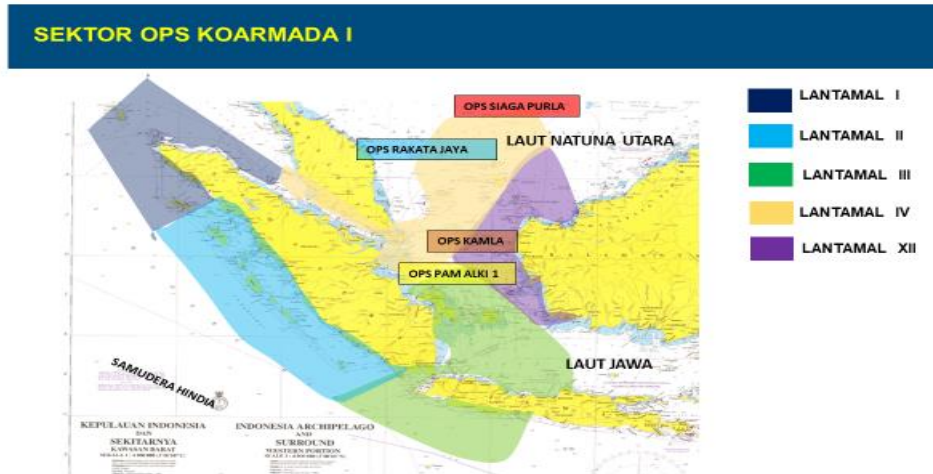 SEKTOR OPS KOARMADA I
OPS SIAGA PURLA
LAUT NATUNA UTARA
OPS RAKATA JAYA
OPS KAMLA
OPS PAM ALKI 1
LAUT JAWA
SAMUDERA HINDIA
LANTAMAL I
LANTAMAL II
LANTAMAL III
LANTAMAL IV
LANTAMAL XII
KEPULAUAN INDONESIA
DAN
SEKITARNYA
KAWASAN BARAT
INDONESIA ARCHIPELAGO
AND
SURROUND
WESTERN PORTION